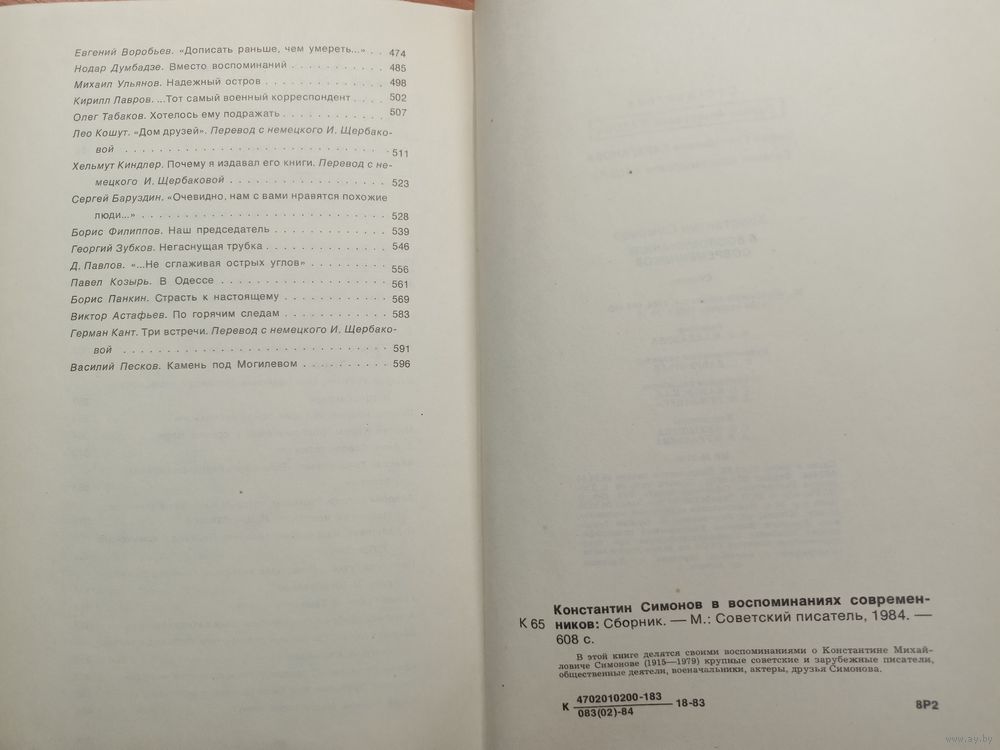 Евгений Воробьев. «Дописать раньше, чем умереть...» . . 474
Нодар Думбадзе. Вместо воспоминаний . . . . . . . . . . . 485
Михаил Ульянов. Надежный остров . . . . . . . . . . . . . 498
Кирилл Лавров. ...Тот самый военный корреспондент . . . . 502
Олег Табаков. Хотелось ему подражать . . . . . . . . . . . 507
Лео Кошут. «Дом друзей». Перевод с немецкого И. Щербако-
вой . . . . . . . . . . . . . . . . . . . . . . . . . . . . 511
Хельмут Киндлер. Почему я издавал его книги. Перевод с не-
мецкого И. Щербаковой . . . . . . . . . . . . . . . . 523
Сергей Баруздин. «Очевидно, нам с вами нравятся похожие
люди...» . . . . . . . . . . . . . . . . . . . . . . . . . 528
Борис Филиппов. Наш председатель . . . . . . . . . . . . 539
Георгий Зубков. Негаснущая трубка . . . . . . . . . . . . . 546
Д. Павлов. «...Не сглаживая острых углов» . . . . . . . . . 556
Павел Козырь. В Одессе . . . . . . . . . . . . . . . . . . 561
Борис Панкин. Страсть к настоящему . . . . . . . . . . . 569
Виктор Астафьев. По горячим следам . . . . . . . . . . . 583
Герман Кант. Три встречи. Перевод с немецкого И. Щербако-
вой . . . . . . . . . . . . . . . . . . . . . . . . . . . . 591
Василий Песков. Камень под Могилевом . . . . . . . . . . 596
Константин Симонов в воспоминаниях современ-
К 65 ников: Сборник. — М.: Советский писатель, 1984. —
608 с.
В этой книге делятся своими воспоминаниями о Константине Михай-
ловиче Симонове (1915—1979) крупные советские и зарубежные писатели,
общественные деятели, военачальники, актеры, друзья Симонова.
4702010200-183
К 18-83
083(02)-84
8Р2
www.ay.by